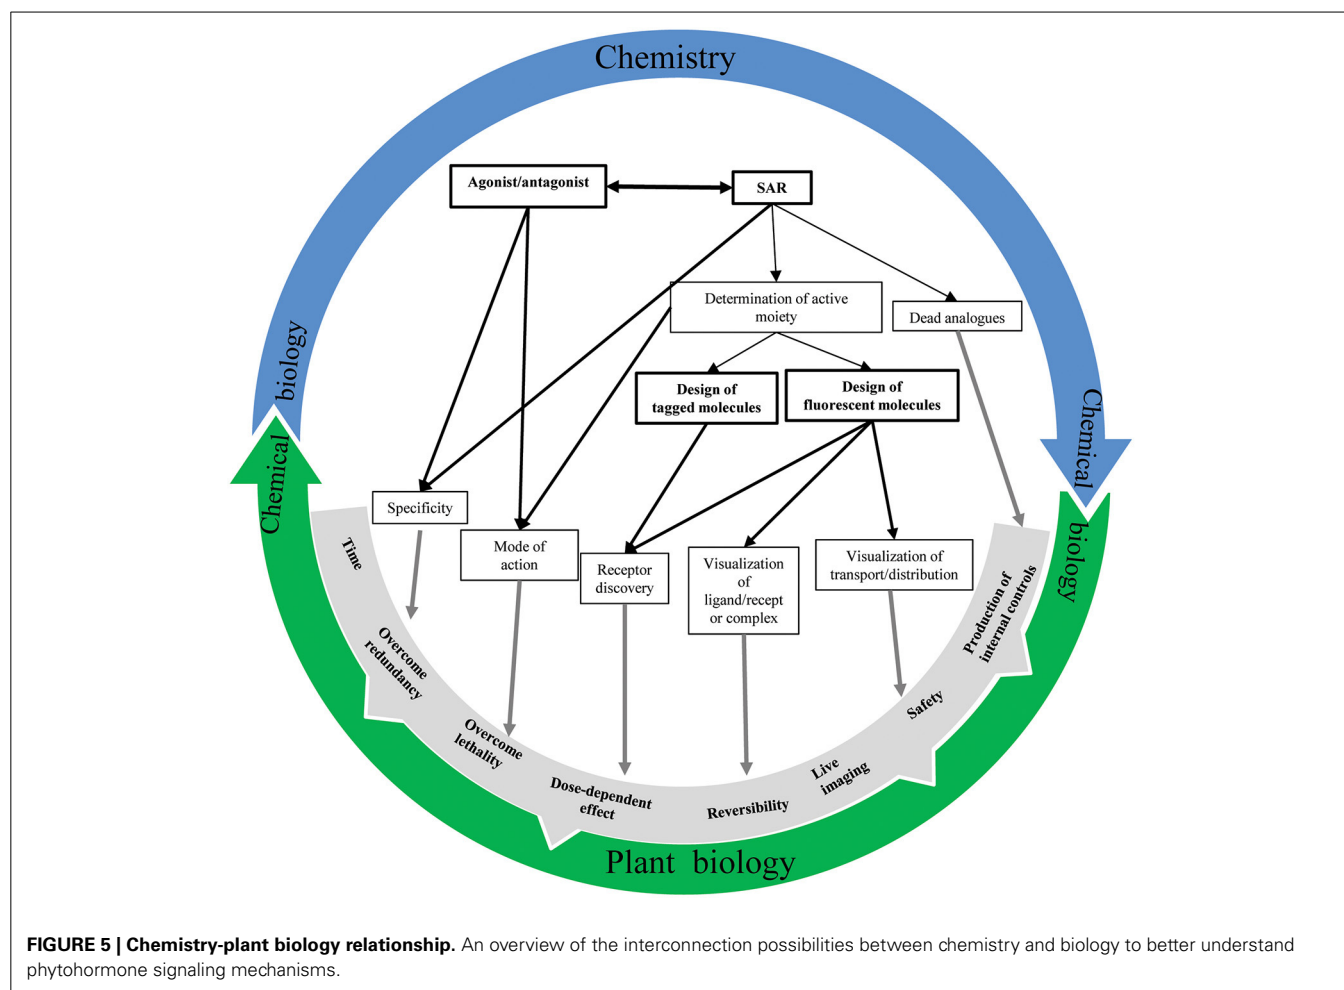 Chemistry
Agonist/antagonist
SAR
Determination of active
moiety
Dead analogues
Design of
tagged molecules
Design of
fluorescent molecules
Chemical
biology
Chemical
biology
Specificity
Mode of
action
Receptor
discovery
Visualization
of
ligand/recept
or complex
Visualization of
transport/distribution
Time
Overcome
redundancy
Overcome
lethality
Dose-dependent
effect
Reversibility
Live
imaging
Safety
Production of
internal controls
Plant biology
FIGURE 5 | Chemistry-plant biology relationship. An overview of the interconnection possibilities between chemistry and biology to better understand
phytohormone signaling mechanisms.